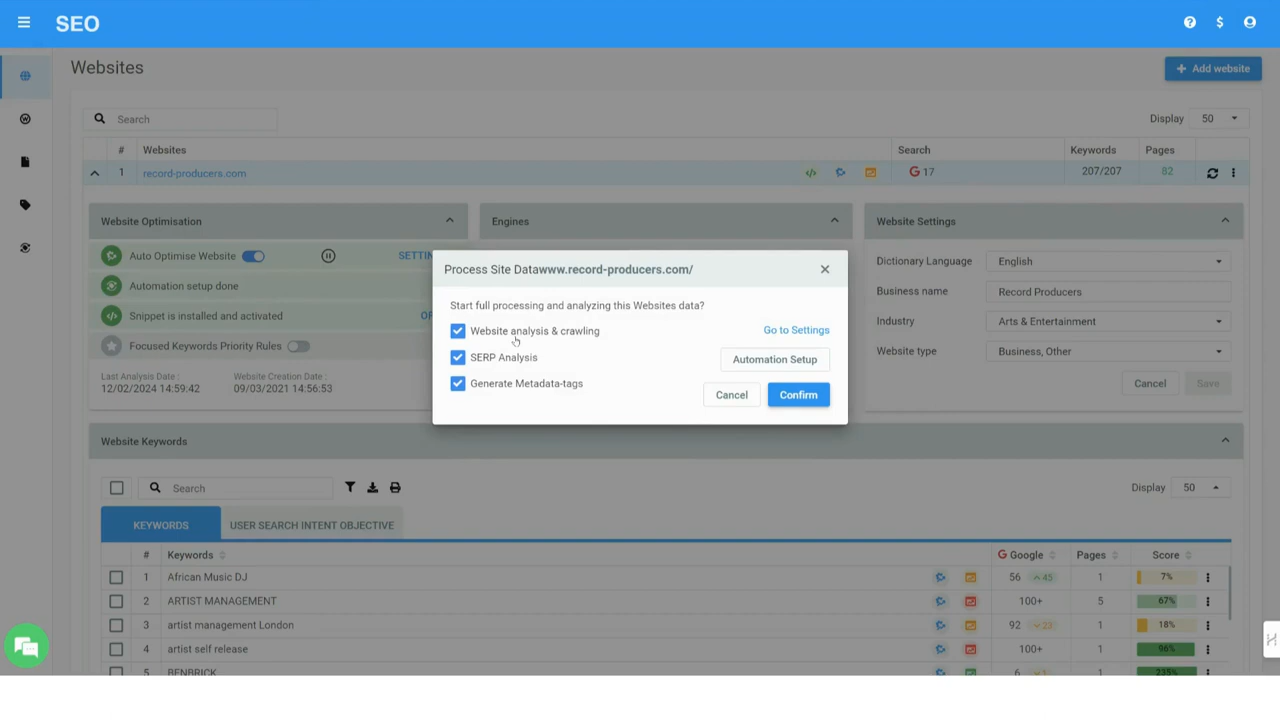 SEO
Websites
+ Add website
Search
Display 50
# Websites Search Keywords Pages
1 record-producers.com G 17 207/207 82
Website Optimisation
Engines
Website Settings
Auto Optimise Website SETTIN
Automation setup done
Snippet is installed and activated OP
Focused Keywords Priority Rules
Last Analysis Date :
12/02/2024 14:59:42
Website Creation Date :
09/03/2021 14:56:53
Process Site Datawww.record-producers.com/
Start full processing and analyzing this Websites data?
Website analysis & crawling
Go to Settings
SERP Analysis
Automation Setup
Generate Metadata-tags
Cancel
Confirm
Dictionary Language English
Business name Record Producers
Industry Arts & Entertainment
Website type Business, Other
Cancel
Save
Website Keywords
Search
Display 50
KEYWORDS
USER SEARCH INTENT OBJECTIVE
# Keywords G Google Pages Score
1 African Music DJ 56 45 1 7%
2 ARTIST MANAGEMENT 100+ 5 67%
3 artist management London 92 23 1 18%
4 artist self release 100+ 1 96%
5 BENBRICK 6 1 1 225%